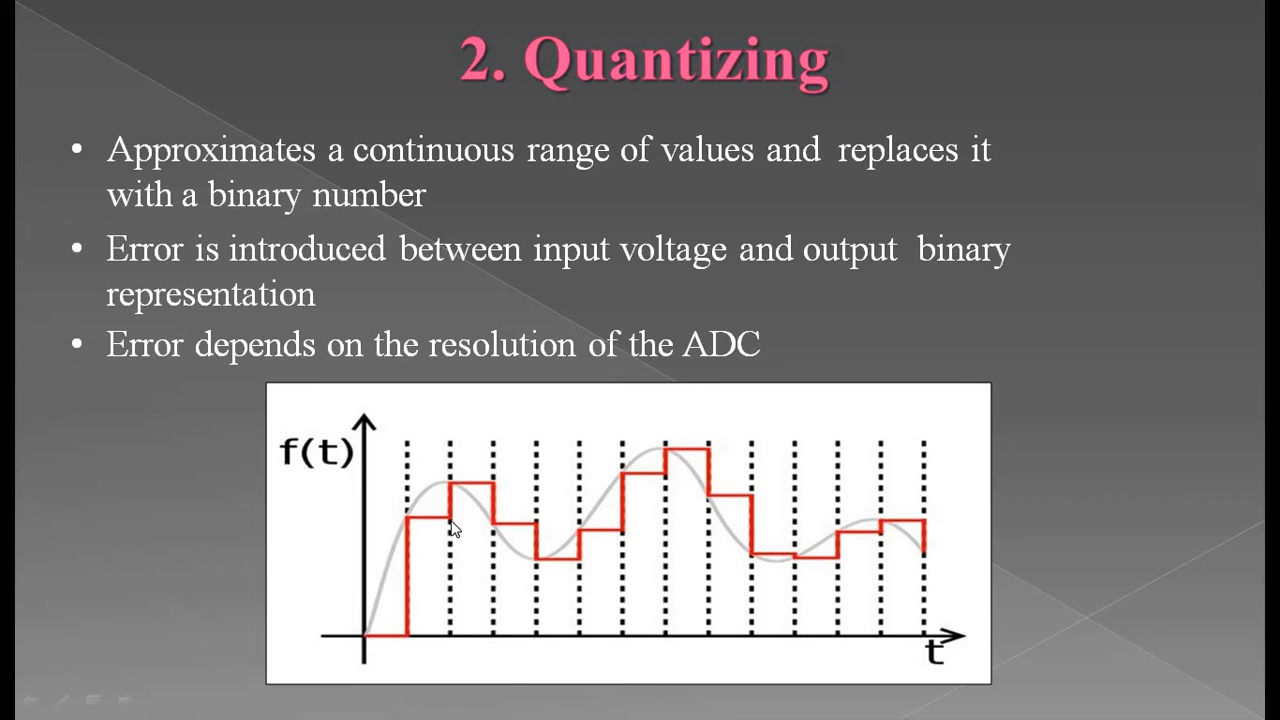 2. Quantizing
• Approximates a continuous range of values and replaces it
with a binary number
• Error is introduced between input voltage and output binary
representation
• Error depends on the resolution of the ADC
f(t)
t